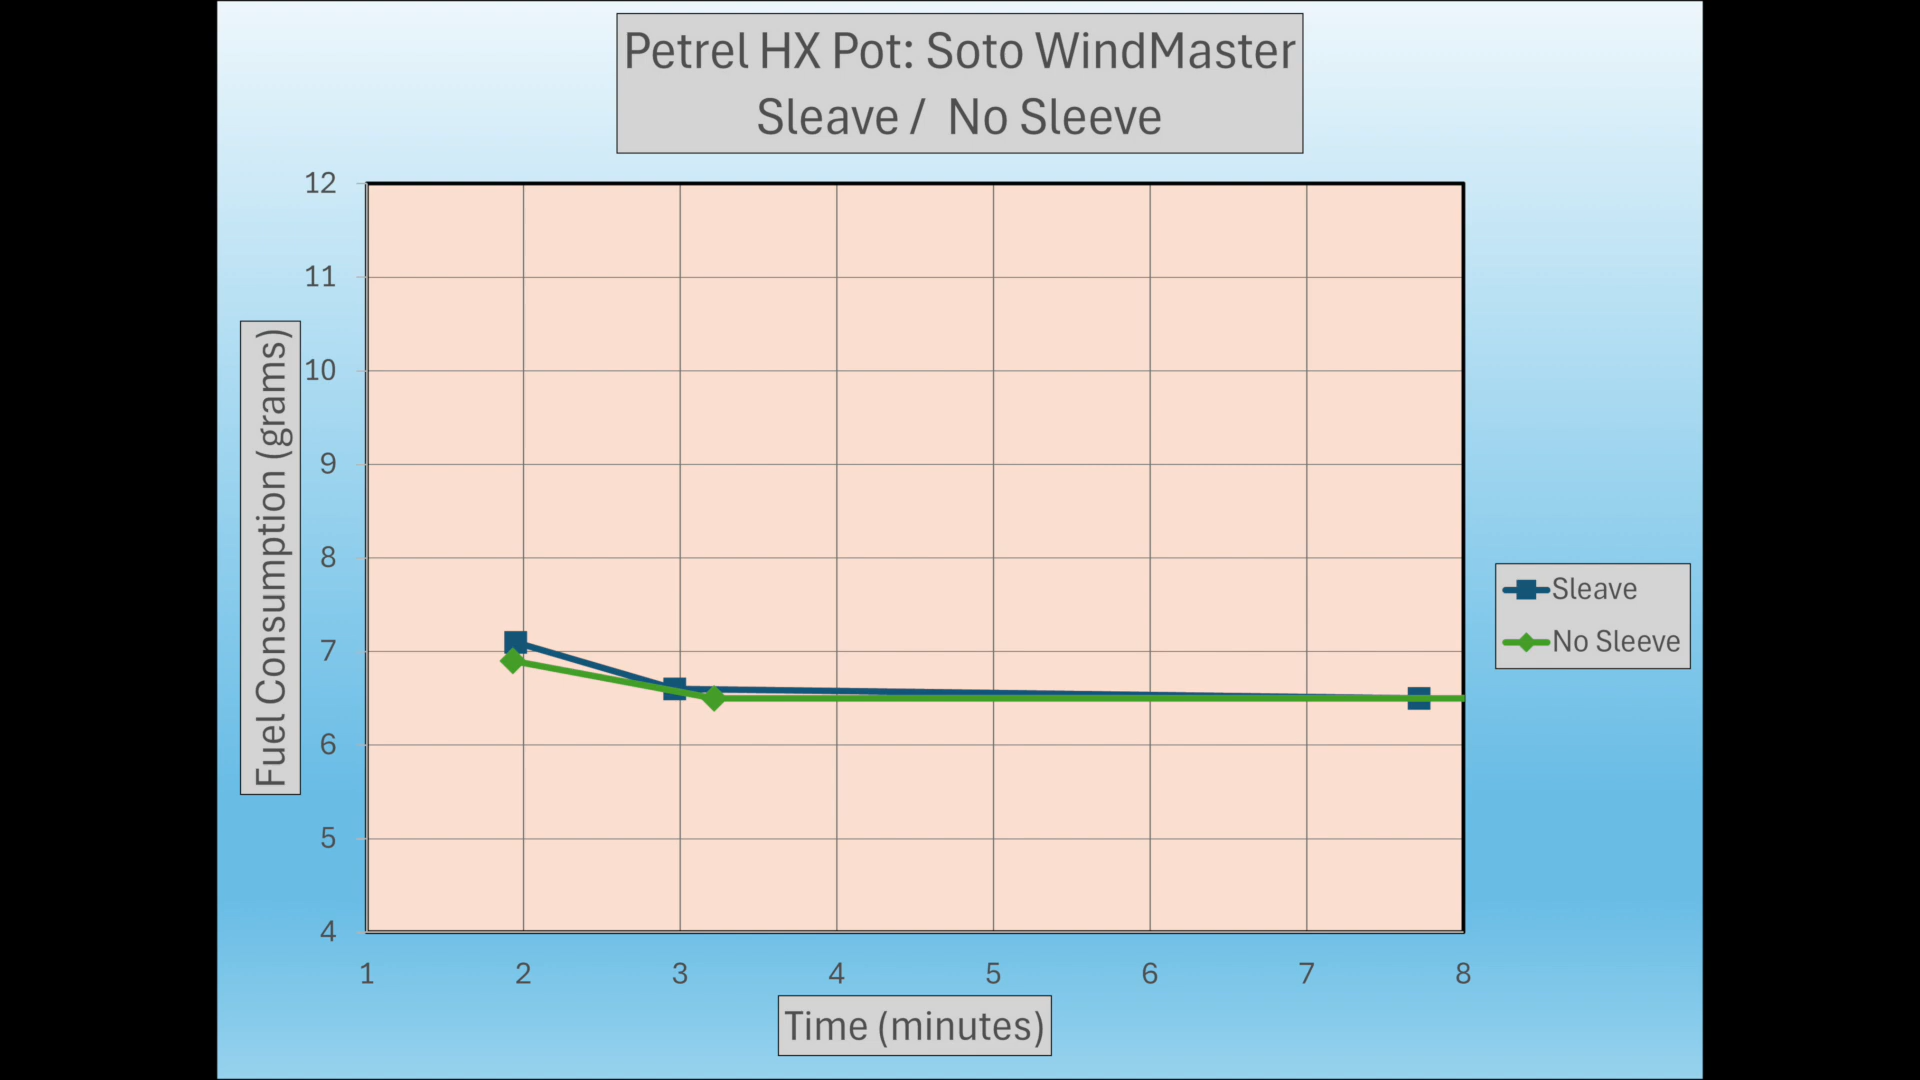 Petrel HX Pot: Soto WindMaster
Sleave / No Sleeve
12
11
10
9
8
7
6
5
4
Fuel Consumption (grams)
1 2 3 4 5 6 7 8
Time (minutes)
Sleave
No Sleeve